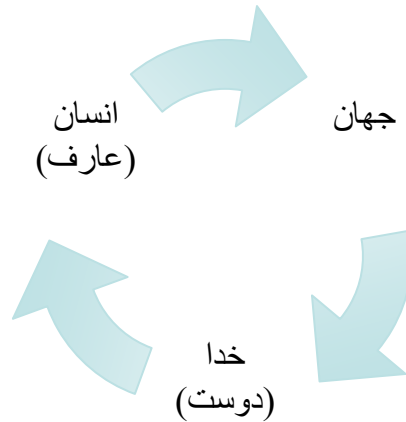 جهان
انسان
(عارف)
خدا
(دوست)